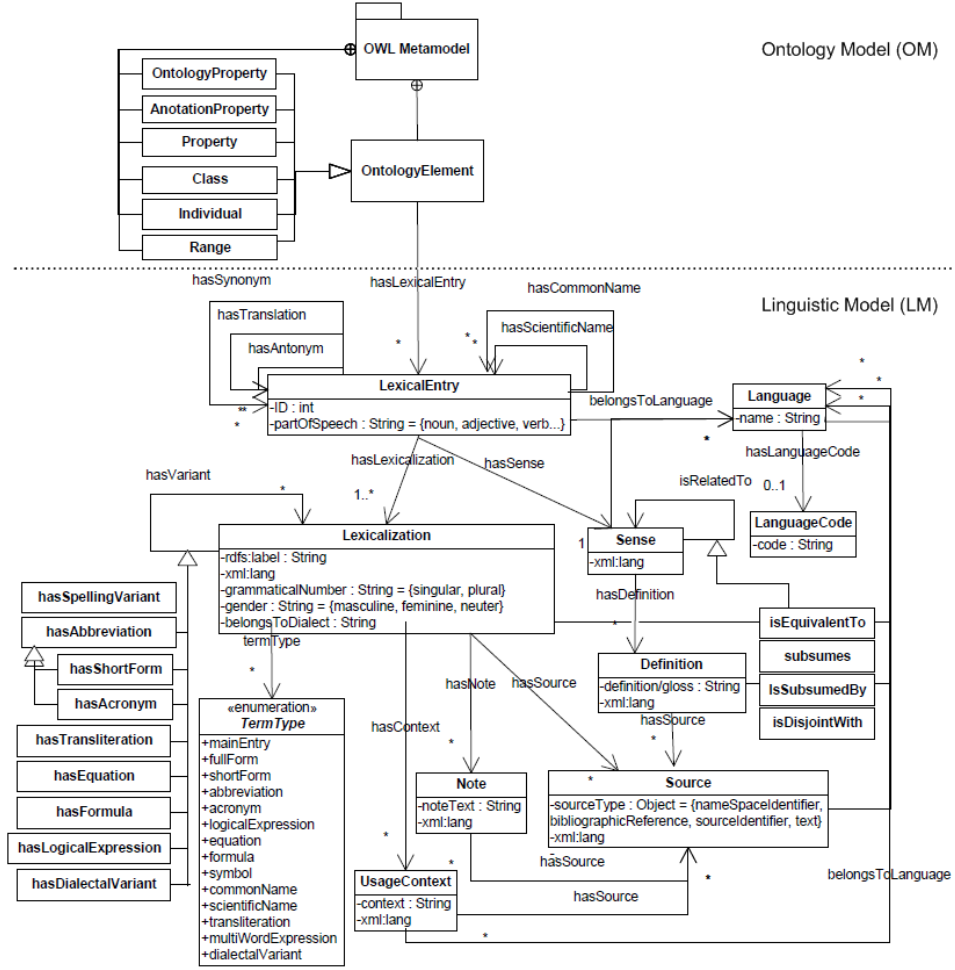 OWL Metamodel
Ontology Model (OM)
OntologyProperty
AnotationProperty
Property
Class
Individual
Range
OntologyElement
hasSynonym
hasLexicalEntry
hasCommonName
Linguistic Model (LM)
hasTranslation
hasScientificName
hasAntonym
*
*
*
*
*
*
LexicalEntry
-ID : int
-partOfSpeech : String = {noun, adjective, verb...}
**
*
belongsToLanguage
*
*
Language
-name : String
hasLanguageCode
0..1
LanguageCode
-code : String
hasLexicalization
hasSense
1..*
hasVariant
*
isRelatedTo
Lexicalization
-rdfs:label : String
-xml:lang
-grammaticalNumber : String = {singular, plural}
-gender : String = {masculine, feminine, neuter}
-belongsToDialect : String
1
Sense
-xml:lang
hasDefinition
*
hasSpellingVariant
hasAbbreviation
hasShortForm
hasAcronym
hasTransliteration
hasEquation
hasFormula
hasLogicalExpression
hasDialectalVariant
termType
*
«enumeration»
TermType
+mainEntry
+fullForm
+shortForm
+abbreviation
+acronym
+logicalExpression
+equation
+formula
+symbol
+commonName
+scientificName
+transliteration
+multiWordExpression
+dialectalVariant
isEquivalentTo
subsumes
IsSubsumedBy
isDisjointWith
Definition
-definition/gloss : String
-xml:lang
hasSource
*
hasNote
hasSource
hasContext
*
*
Note
-noteText : String
-xml:lang
Source
-sourceType : Object = {nameSpaceIdentifier,
bibliographicReference, sourceIdentifier, text}
-xml:lang
*
*
hasSource
*
hasSource
belongsToLanguage
UsageContext
-context : String
-xml:lang
*